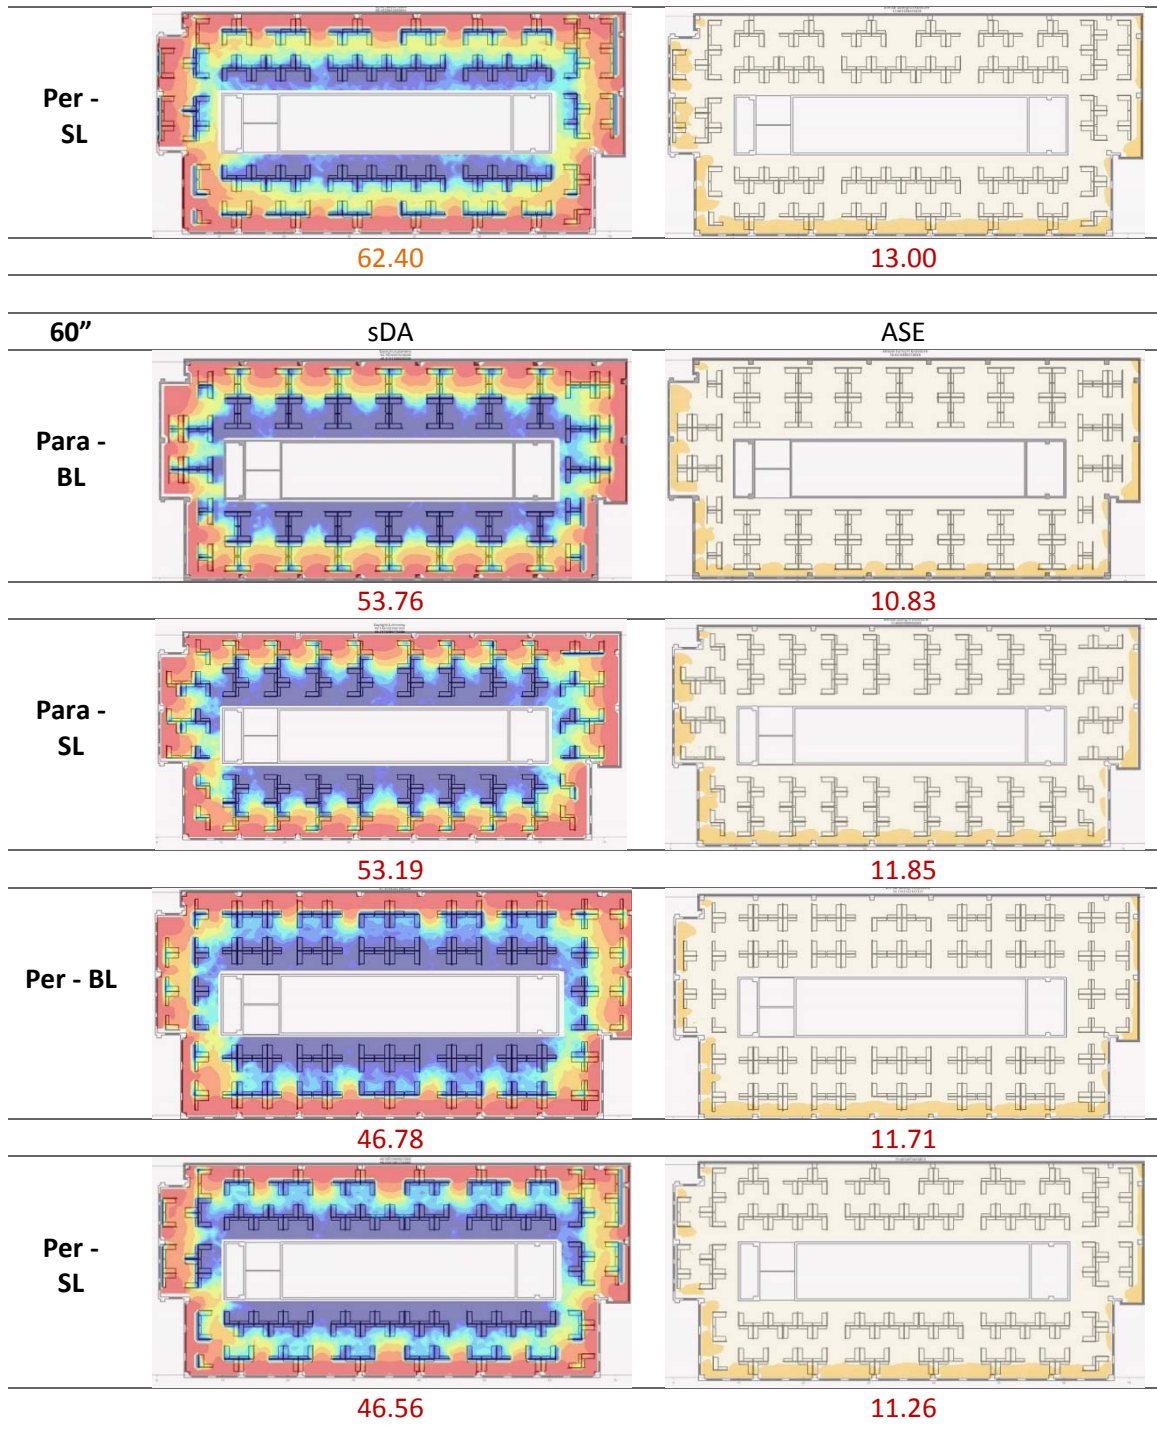 Per -
SL
62.40 13.00
60” sDA ASE
Para -
BL
53.76 10.83
Para -
SL
53.19 11.85
Per - BL
46.78 11.71
Per -
SL
46.56 11.26